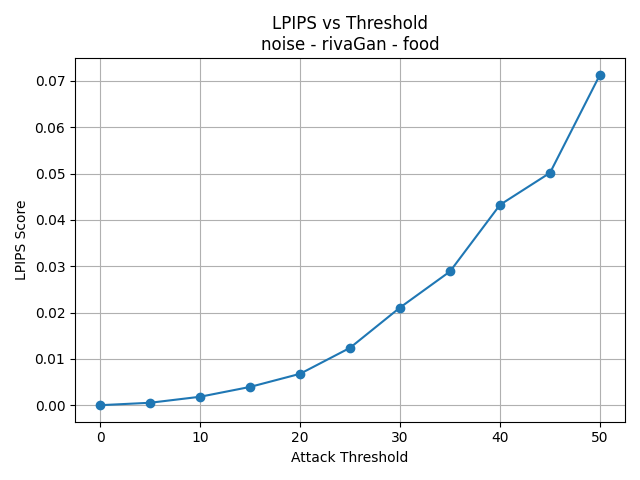 LPIPS vs Threshold
noise - rivaGan - food
0.07
0.06
0.05
0.04
0.03
0.02
0.01
0.00
LPIPS Score
0 10 20 30 40 50
Attack Threshold